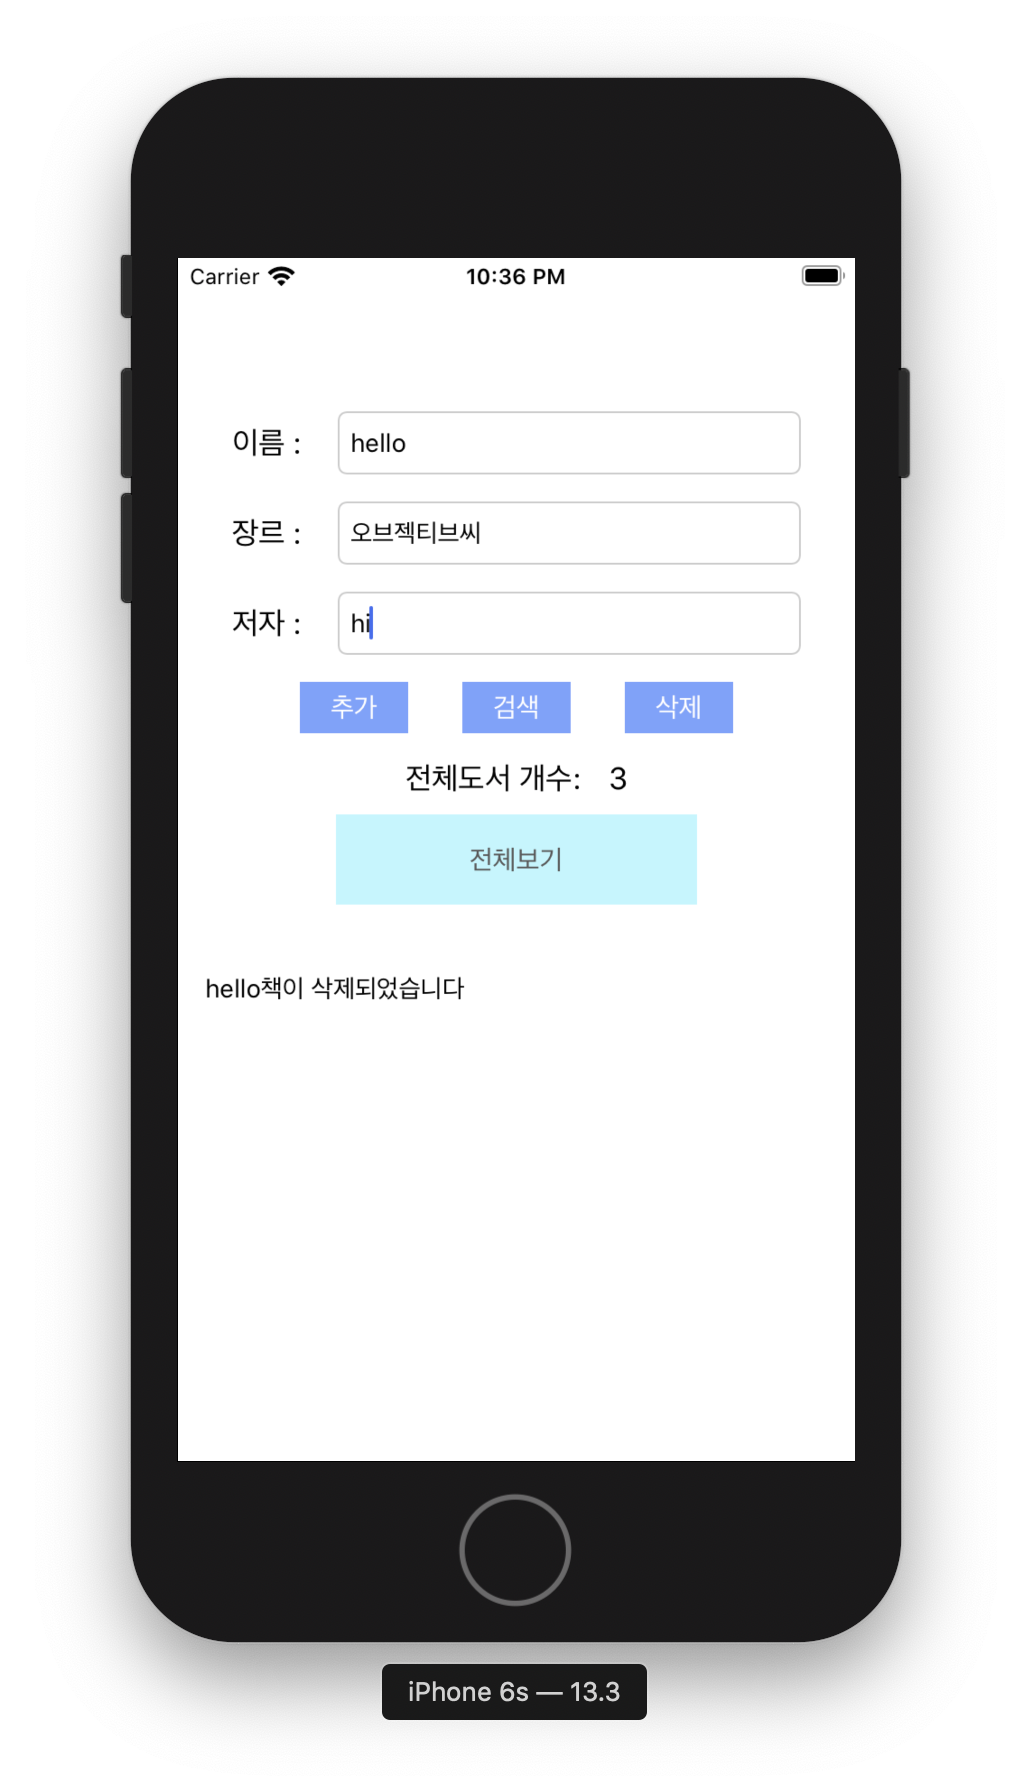 Carrier 10:36 PM
이름 : hello
장르 : 오브젝티브씨
저자 : hi
추가 검색 삭제
전체도서 개수: 3
전체보기
hello책이 삭제되었습니다
iPhone 6s — 13.3